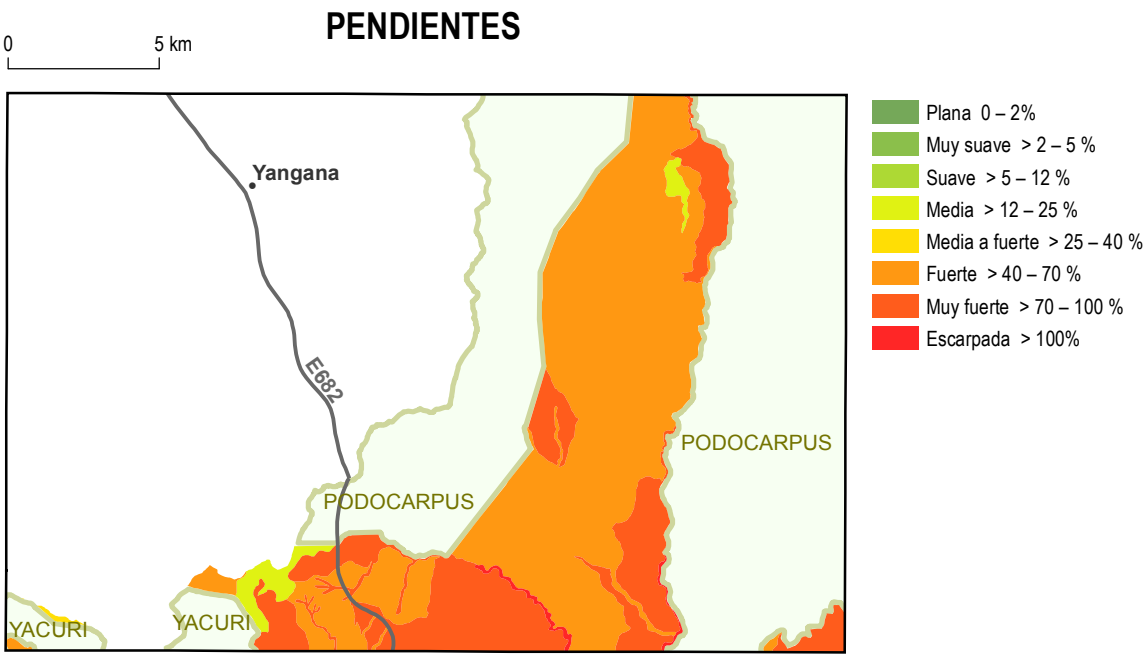 PENDIENTES
0 5 km
Plana 0 – 2%
Muy suave > 2 – 5 %
Suave > 5 – 12 %
Media > 12 – 25 %
Media a fuerte > 25 – 40 %
Fuerte > 40 – 70 %
Muy fuerte > 70 – 100 %
Escarpada > 100%
Yangana
E682
PODOCARPUS
PODOCARPUS
YACURI
YACURI